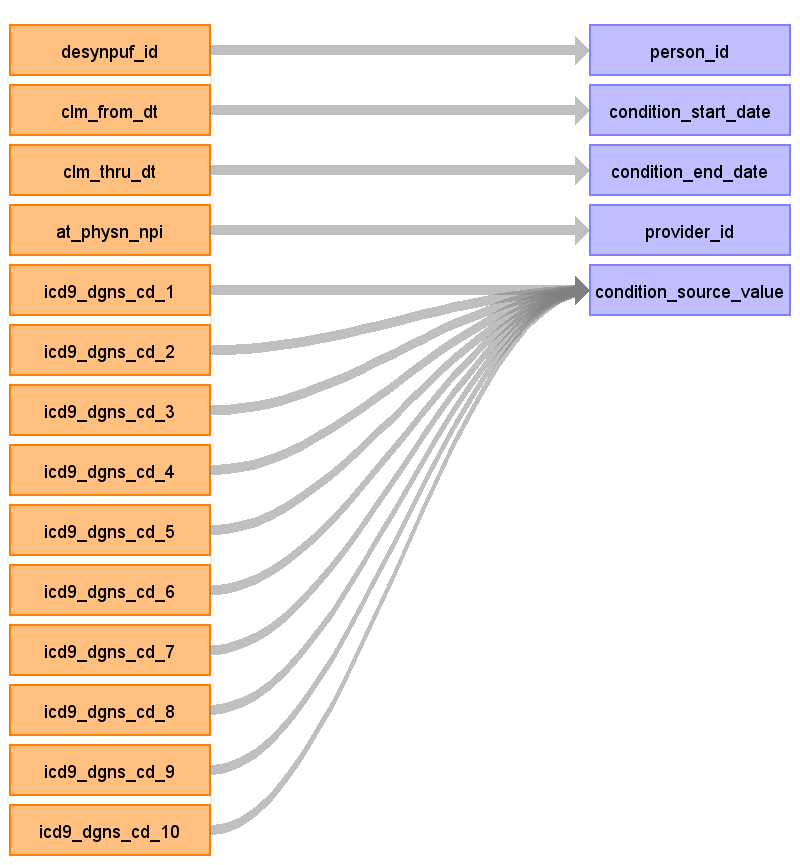 desynpuf_id
person_id
clm_from_dt
condition_start_date
clm_thru_dt
condition_end_date
at_physn_npi
provider_id
icd9_dgns_cd_1
condition_source_value
icd9_dgns_cd_2
icd9_dgns_cd_3
icd9_dgns_cd_4
icd9_dgns_cd_5
icd9_dgns_cd_6
icd9_dgns_cd_7
icd9_dgns_cd_8
icd9_dgns_cd_9
icd9_dgns_cd_10